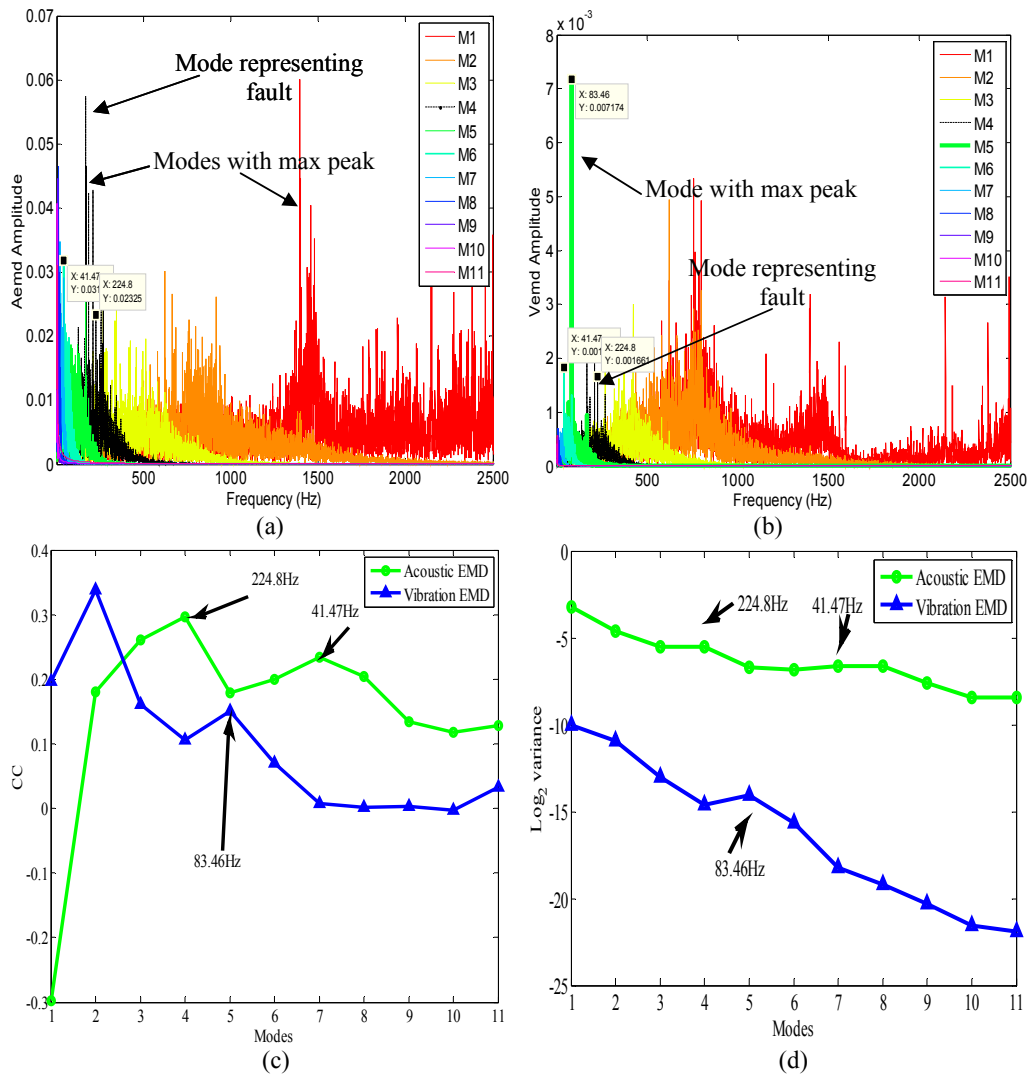 0.07
0.06
0.05
0.04
0.03
0.02
0.01
0
Aemd Amplitude
500
1000
1500
2000
2500
Frequency (Hz)
Mode representing
fault
Modes with max peak
X: 41.47
Y: 0.031
X: 224.8
Y: 0.02325
M1
M2
M3
M4
M5
M6
M7
M8
M9
M10
M11
(a)
8
x 10-3
7
6
5
4
3
2
1
0
Vemd Amplitude
500
1000
1500
2000
2500
Frequency (Hz)
X: 83.46
Y: 0.007174
Mode with max peak
Mode representing
fault
X: 41.47
Y: 0.001
X: 224.8
Y: 0.001661
M1
M2
M3
M4
M5
M6
M7
M8
M9
M10
M11
(b)
0.4
0.3
0.2
0.1
0
-0.1
-0.2
-0.3
CC
1 2 3 4 5 6 7 8 9 10 11
Modes
224.8Hz
41.47Hz
83.46Hz
Acoustic EMD
Vibration EMD
(c)
0
-5
-10
-15
-20
-25
Log2 variance
1 2 3 4 5 6 7 8 9 10 11
Modes
224.8Hz
41.47Hz
83.46Hz
Acoustic EMD
Vibration EMD
(d)